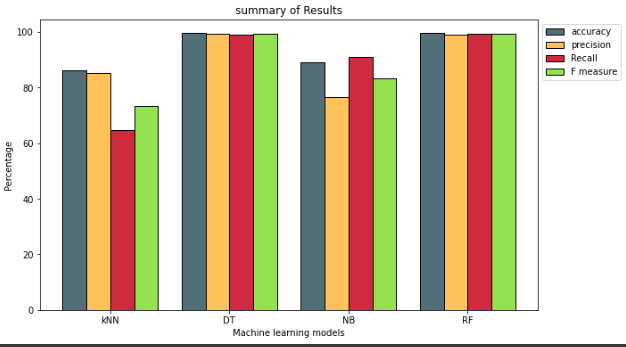 summary of Results
accuracy
precision
Recall
F measure
Percentage
100
80
60
40
20
0
kNN DT NB RF
Machine learning models